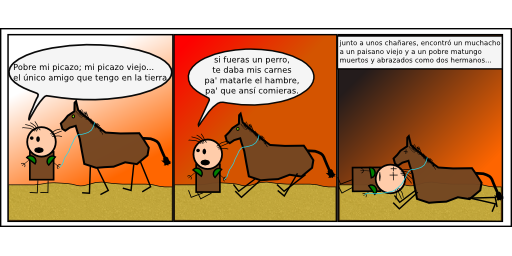 Pobre mi picazo; mi picazo viejo...
el único amigo que tengo en la tierra
si fueras un perro,
te daba mis carnes
pa' matarle el hambre,
pa' que ansí comieras.
junto a unos chañares, encontró un muchacho
a un paisano viejo y a un pobre matungo
muertos y abrazados como dos hermanos...